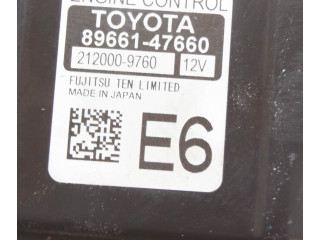 ENGINE CONTROL
TOYOTA
89661-47660
212000-9760 12V
FUJITSU TEN LIMITED
MADE IN JAPAN
E6